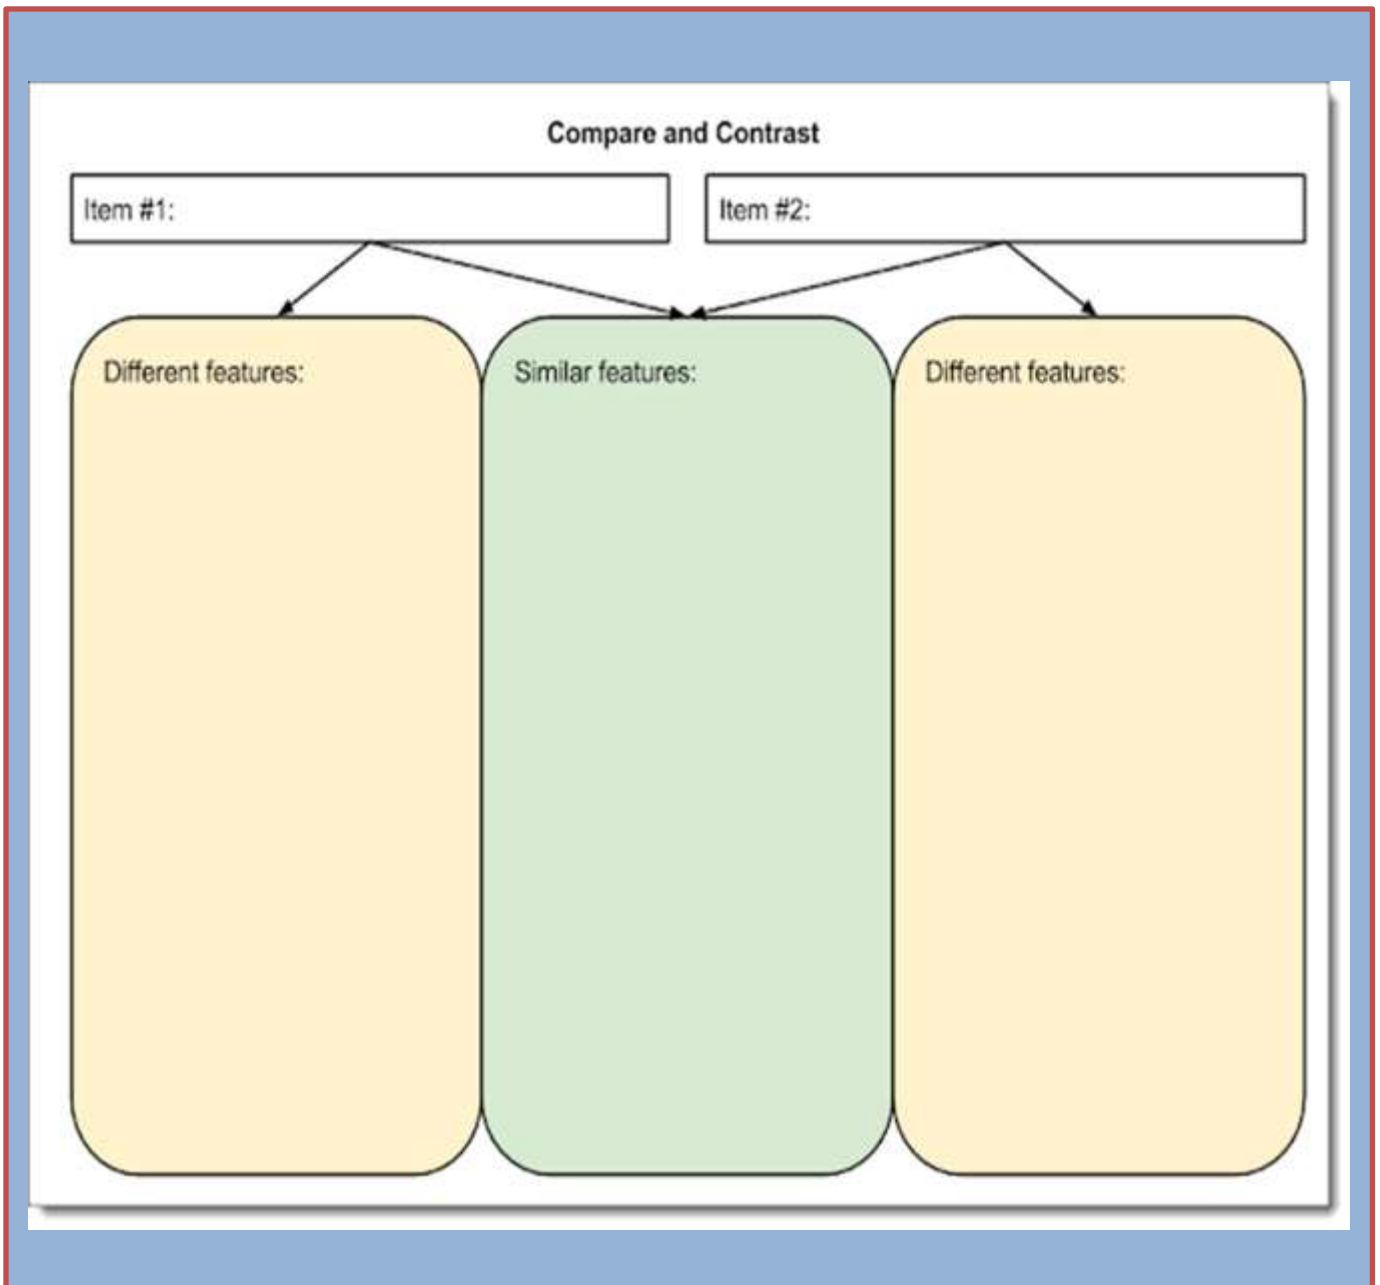 Compare and Contrast
Item #1:
Item #2:
Different features:
Similar features:
Different features: